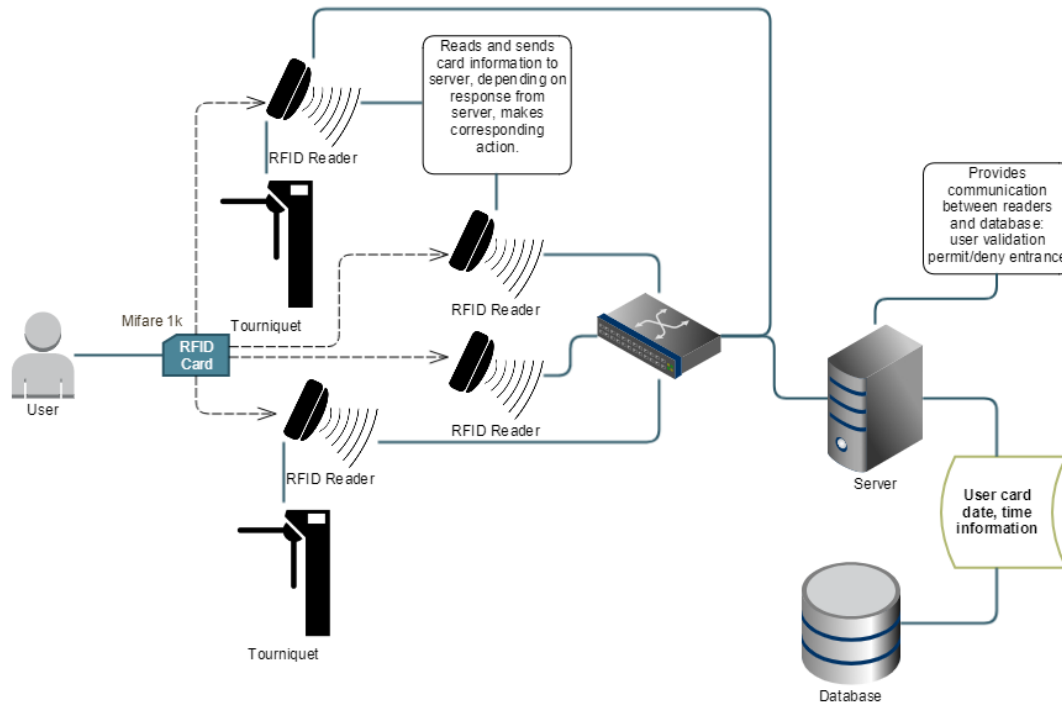 Reads and sends
card information to
server, depending on
response from
server, makes
corresponding
action.
RFID Reader
Provides
communication
between readers
and database:
user validation
permit/deny entrance
RFID Reader
Mifare 1k
Tourniquet
RFID
Card
User
RFID Reader
RFID Reader
Server
User card
date, time
information
Tourniquet
Database